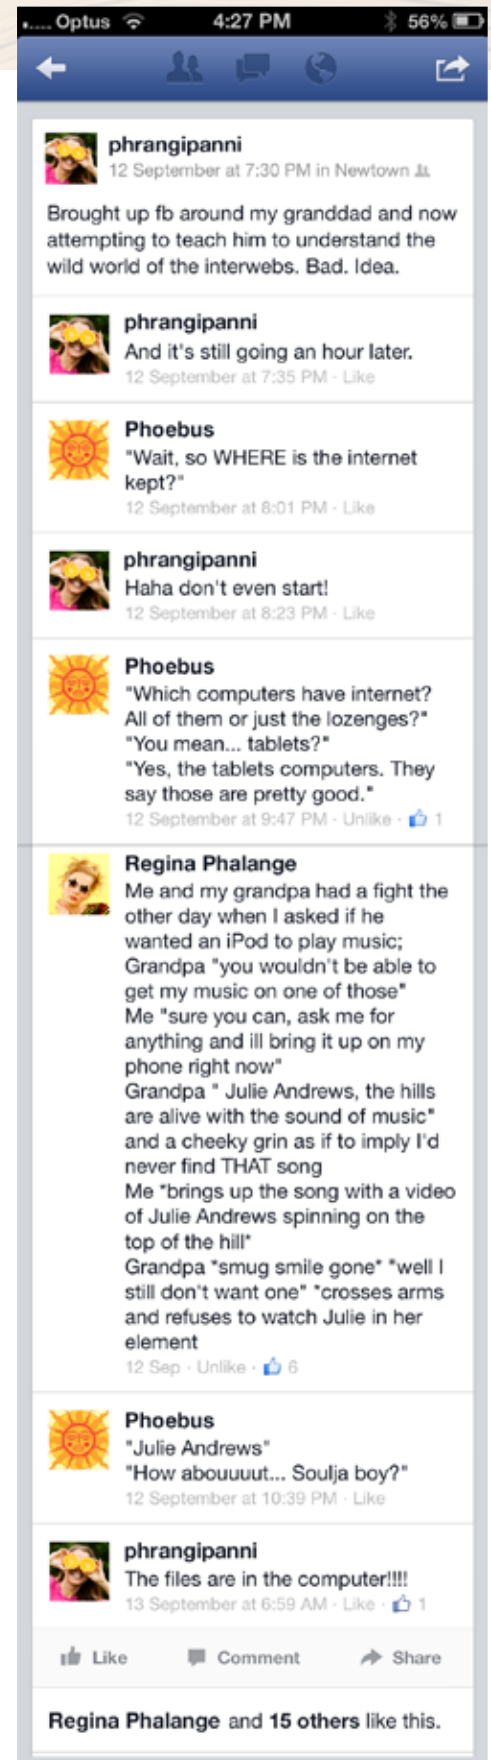 Optus 4:27 PM 56%
phrangipanni
12 September at 7:30 PM in Newtown
Brought up fb around my granddad and now
attempting to teach him to understand the
wild world of the interwebs. Bad. Idea.
phrangipanni
And it's still going an hour later.
12 September at 7:35 PM · Like
Phoebus
"Wait, so WHERE is the internet
kept?"
12 September at 8:01 PM · Like
phrangipanni
Haha don't even start!
12 September at 8:23 PM · Like
Phoebus
"Which computers have internet?
All of them or just the lozenges?"
"You mean... tablets?"
"Yes, the tablets computers. They
say those are pretty good."
12 September at 9:47 PM · Unlike · 1
Regina Phalange
Me and my grandpa had a fight the
other day when I asked if he
wanted an iPod to play music;
Grandpa "you wouldn't be able to
get my music on one of those"
Me "sure you can, ask me for
anything and ill bring it up on my
phone right now"
Grandpa " Julie Andrews, the hills
are alive with the sound of music"
and a cheeky grin as if to imply I'd
never find THAT song
Me *brings up the song with a video
of Julie Andrews spinning on the
top of the hill*
Grandpa *smug smile gone* "well I
still don't want one" *crosses arms
and refuses to watch Julie in her
element
12 Sep · Unlike · 6
Phoebus
"Julie Andrews"
"How abouuuut... Soulja boy?"
12 September at 10:39 PM · Like
phrangipanni
The files are in the computer!!!!
13 September at 6:59 AM · Like · 1
Like Comment Share
Regina Phalange and 15 others like this.